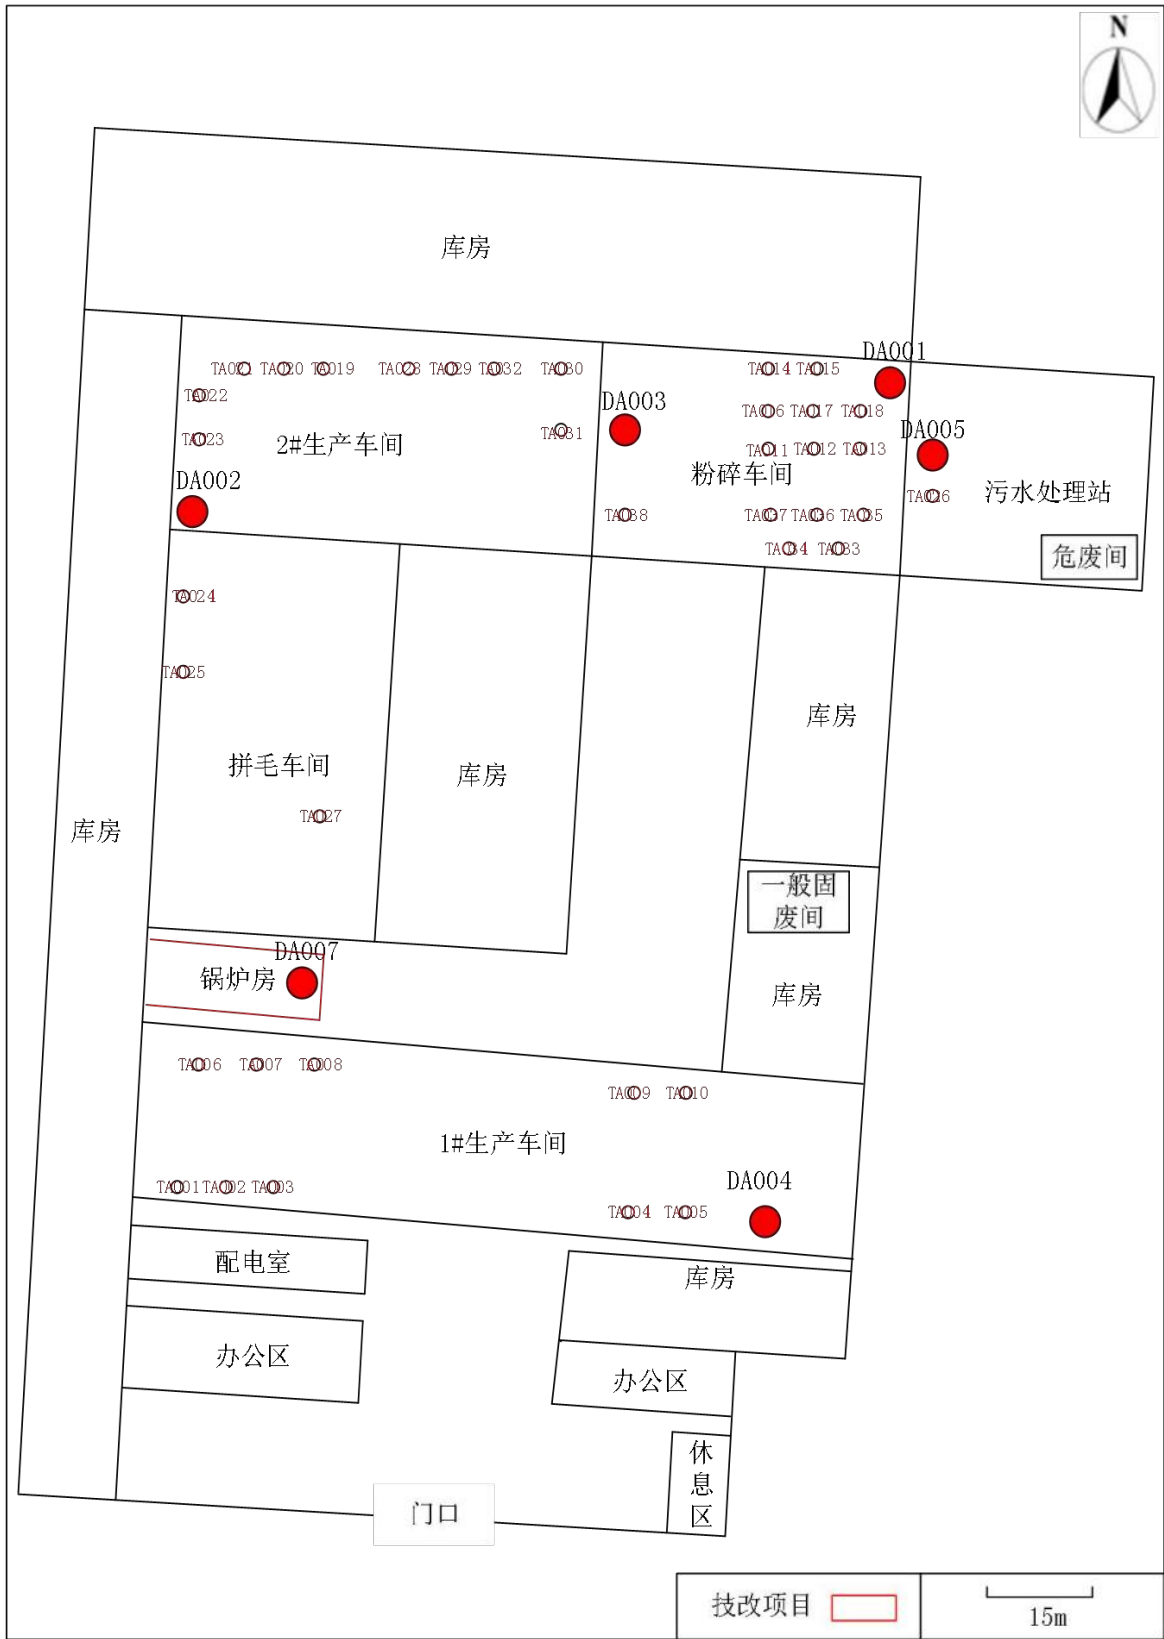 N
库房
DA001
TA021 TA020 TA019 TA028 TA029 TA032 TA030
TA014 TA015
TA022
DA003
TA016 TA017 TA018
TA023
2#生产车间
TA031
DA005
TA011 TA012 TA013
粉碎车间
DA002
TA026
污水处理站
TA038
TA037 TA036 TA035
TA034 TA033
危废间
TA024
TA025
库房
拼毛车间
库房
TA027
库房
一般固
废间
DA007
锅炉房
库房
TA006 TA007 TA008
TA009 TA010
1#生产车间
TA001 TA002 TA003
DA004
TA004 TA005
配电室
库房
办公区
办公区
休
息
区
门口
技改项目
15m